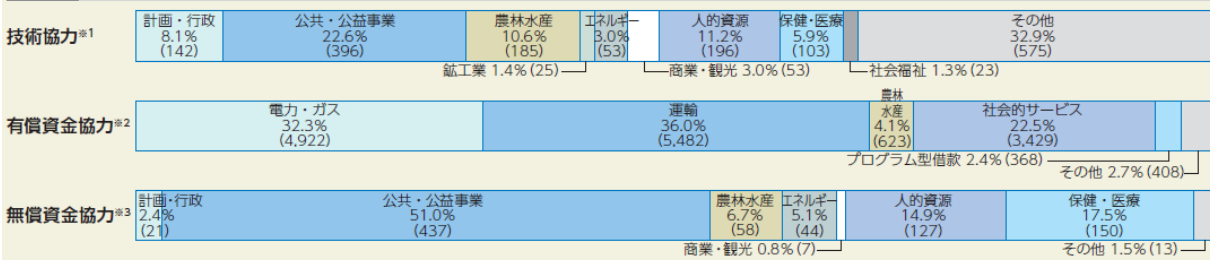 技術協力※1
計画・行政 公共・公益事業 農林水産 エネルギー 人的資源 保健・医療 その他
8.1% 22.6% 10.6% 3.0% 11.2% 5.9% 32.9%
(142) (396) (185) (53) (196) (103) (575)
鉱工業 1.4% (25) 商業・観光 3.0% (53) 社会福祉 1.3% (23)
有償資金協力※2
電力・ガス 運輸 農林水産 社会的サービス
32.3% 36.0% 4.1% 22.5%
(4,922) (5,482) (623) (3,429)
プログラム型借款 2.4% (368)
その他 2.7% (408)
無償資金協力※3
計画・行政 公共・公益事業 農林水産 エネルギー 人的資源 保健・医療
2.4% 51.0% 6.7% 5.1% 14.9% 17.5%
(21) (437) (58) (44) (127) (150)
商業・観光 0.8% (7) その他 1.5% (13)